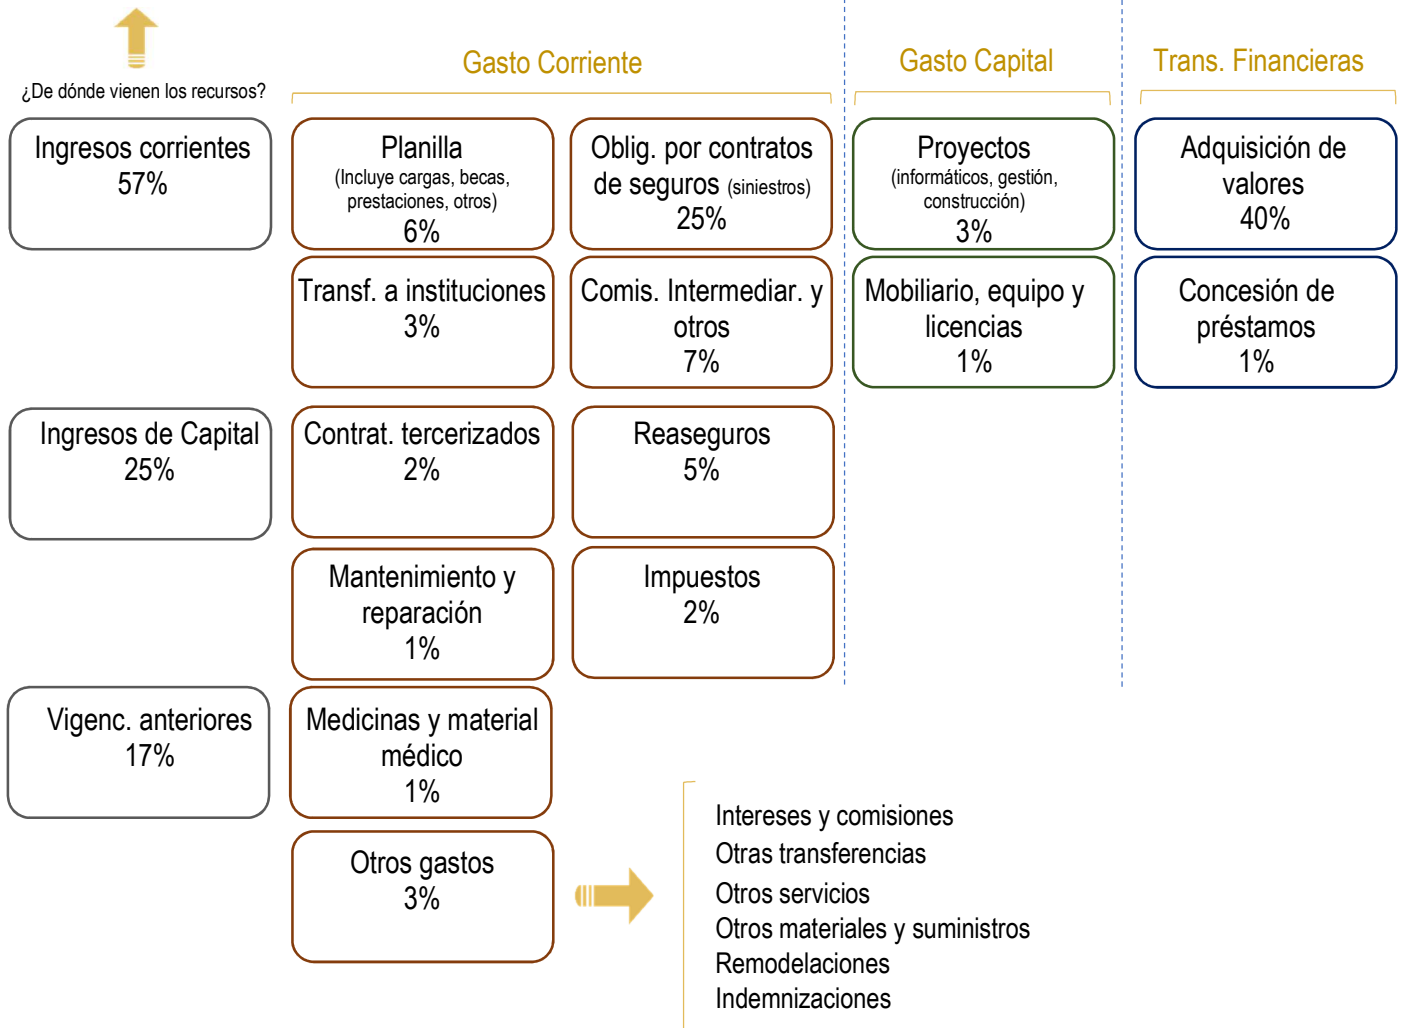 ¿De dónde vienen los recursos?
Gasto Corriente
Gasto Capital
Trans. Financieras
Ingresos corrientes
57%
Planilla
(Incluye cargas, becas,
prestaciones, otros)
6%
Oblig. por contratos
de seguros (siniestros)
25%
Proyectos
(informáticos, gestión,
construcción)
3%
Adquisición de
valores
40%
Transf. a instituciones
3%
Comis. Intermediar. y
otros
7%
Mobiliario, equipo y
licencias
1%
Concesión de
préstamos
1%
Ingresos de Capital
25%
Contrat. tercerizados
2%
Reaseguros
5%
Mantenimiento y
reparación
1%
Impuestos
2%
Vigenc. anteriores
17%
Medicinas y material
médico
1%
Otros gastos
3%
Intereses y comisiones
Otras transferencias
Otros servicios
Otros materiales y suministros
Remodelaciones
Indemnizaciones